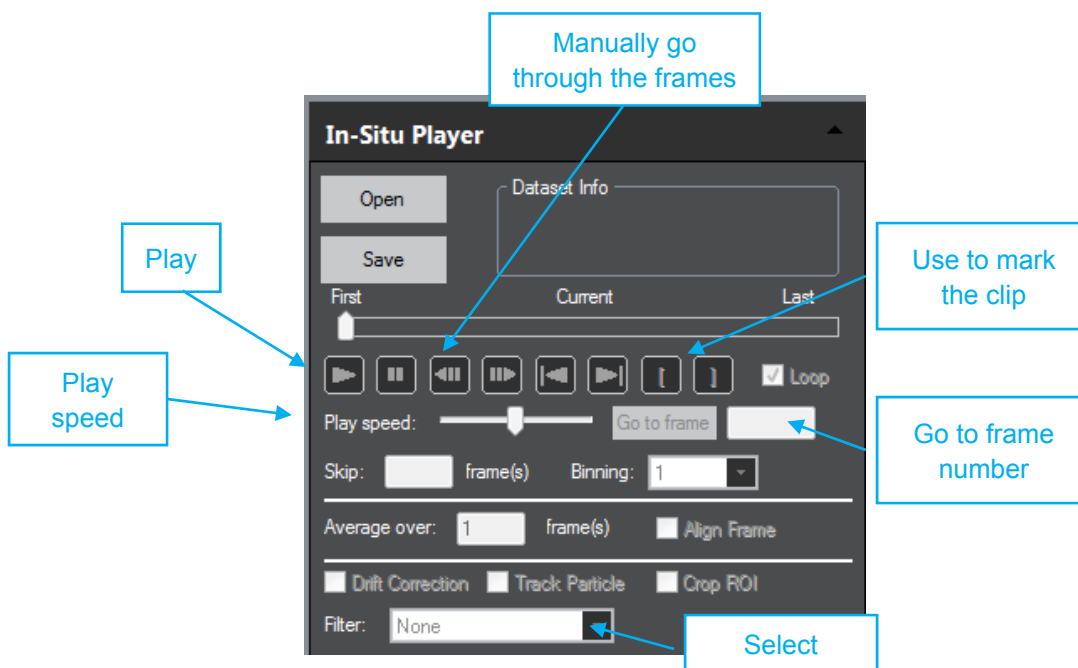 Manually go
through the frames
In-Situ Player
Open
Dataset Info
Play
Save
Use to mark
the clip
First Current Last
[ ] Loop
Play
speed
Play speed: Go to frame
Go to frame
number
Skip: frame(s) Binning: 1
Average over: 1 frame(s) Align Frame
Drift Correction Track Particle Crop ROI
Filter: None
Select